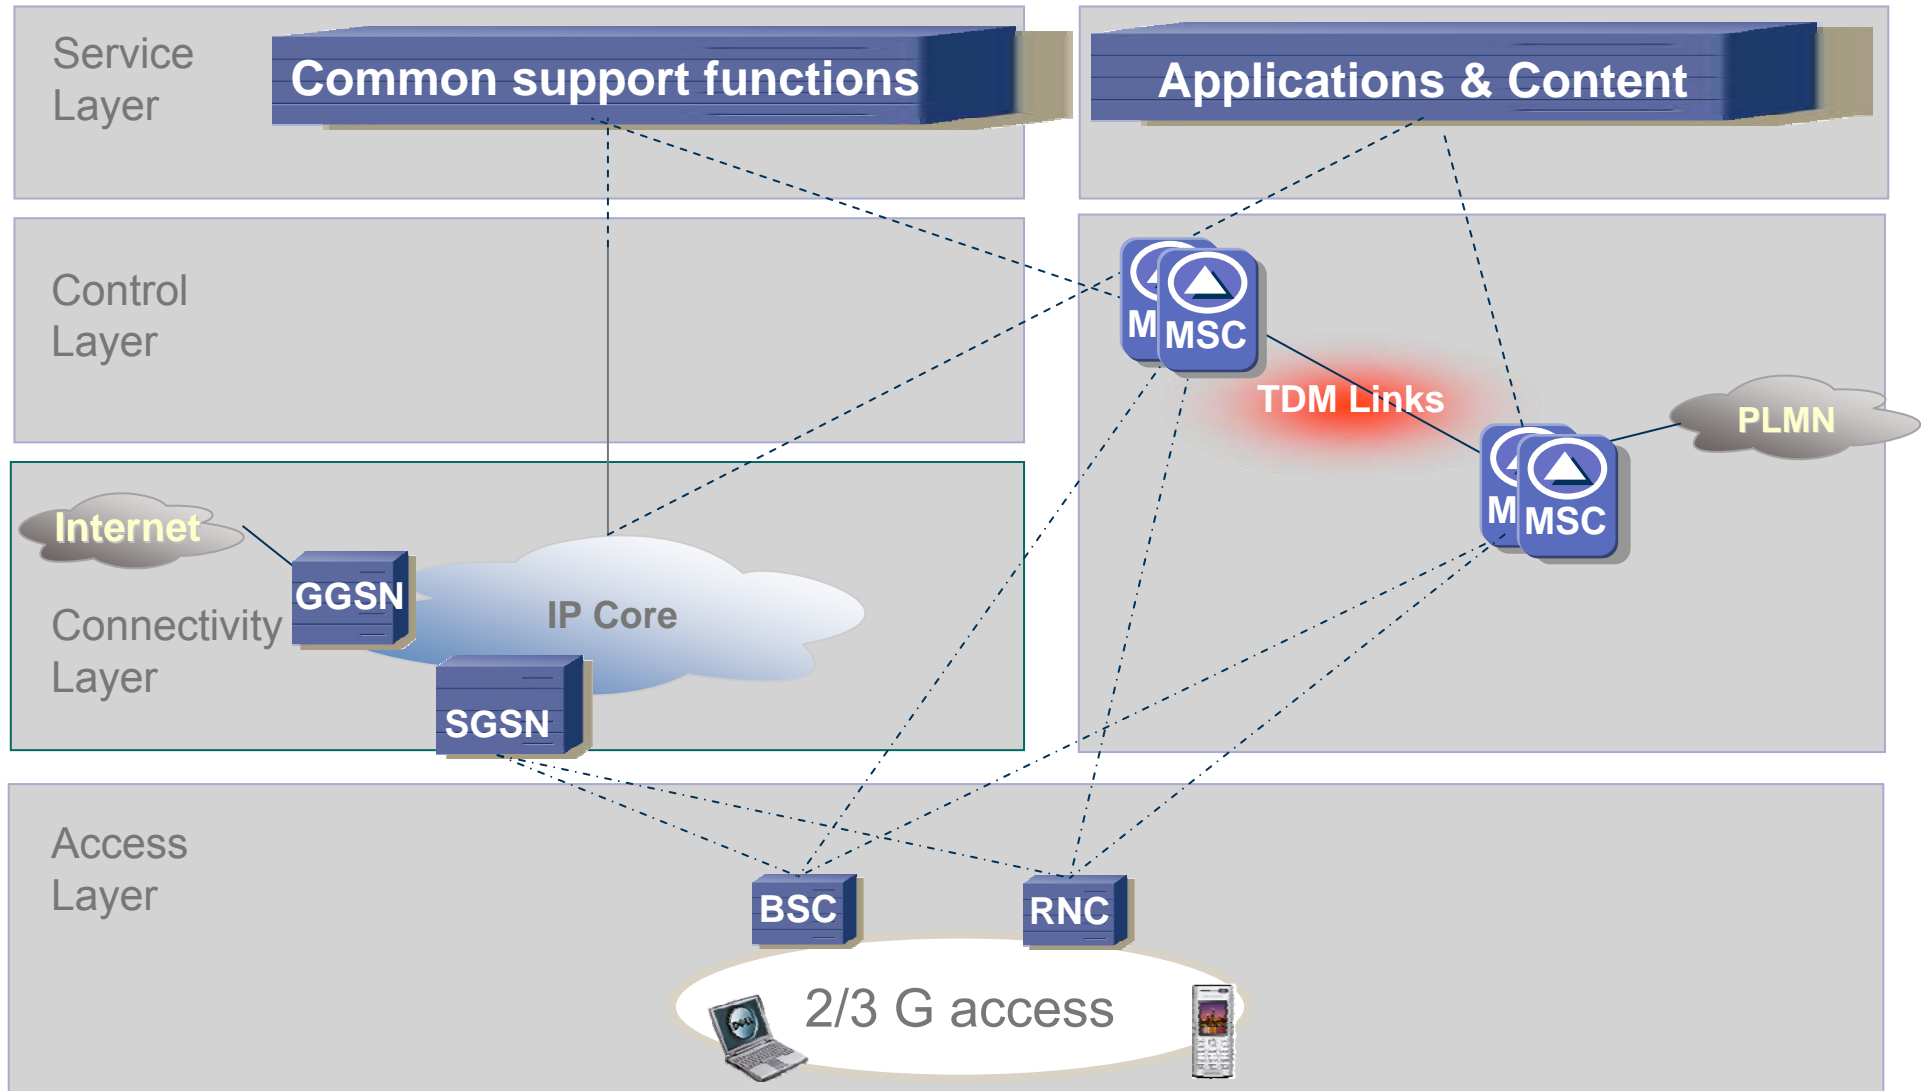 Service
Layer
Common support functions
Applications & Content
Control
Layer
M
MSC
TDM Links
PLMN
M
MSC
Internet
GGSN
IP Core
Connectivity
Layer
SGSN
Access
Layer
BSC
RNC
2/3 G access
DELL